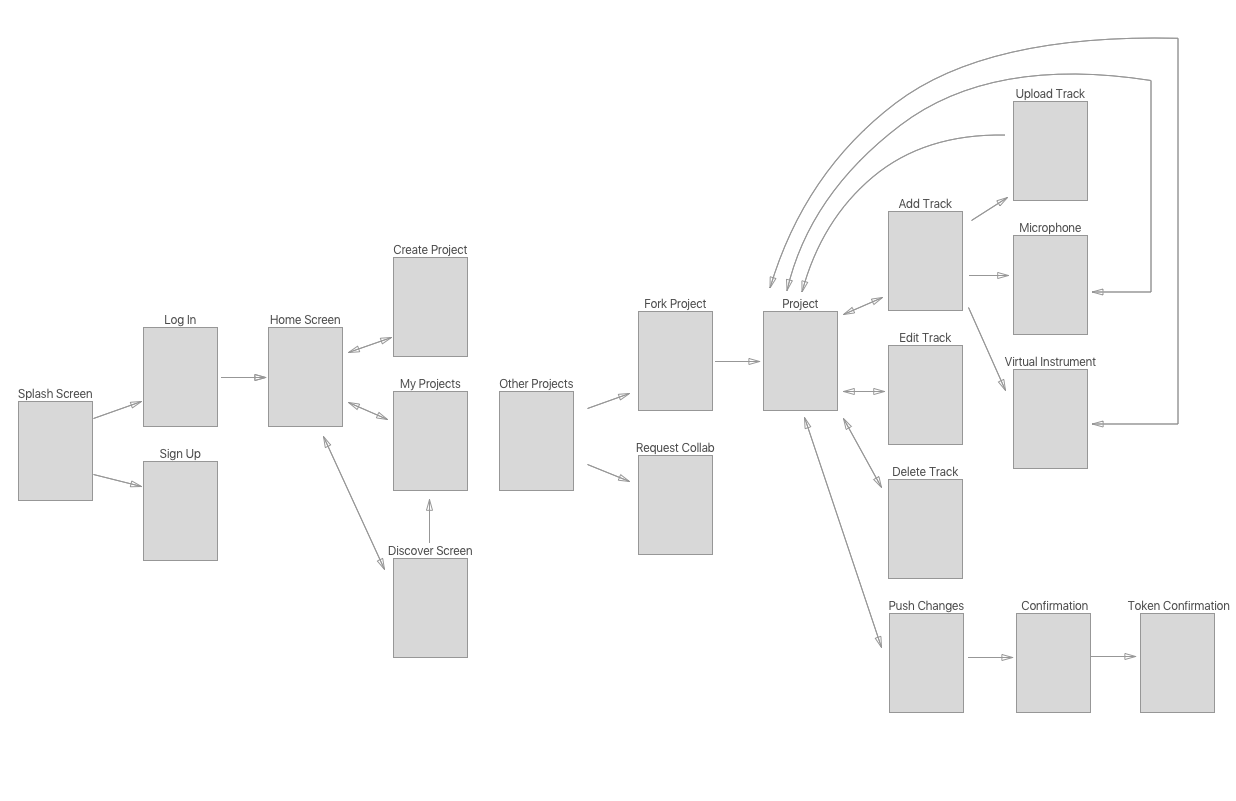 Upload Track
Add Track
Microphone
Create Project
Fork Project
Project
Log In
Home Screen
Edit Track
Virtual Instrument
My Projects
Other Projects
Splash Screen
Sign Up
Request Collab
Delete Track
Discover Screen
Push Changes
Confirmation
Token Confirmation